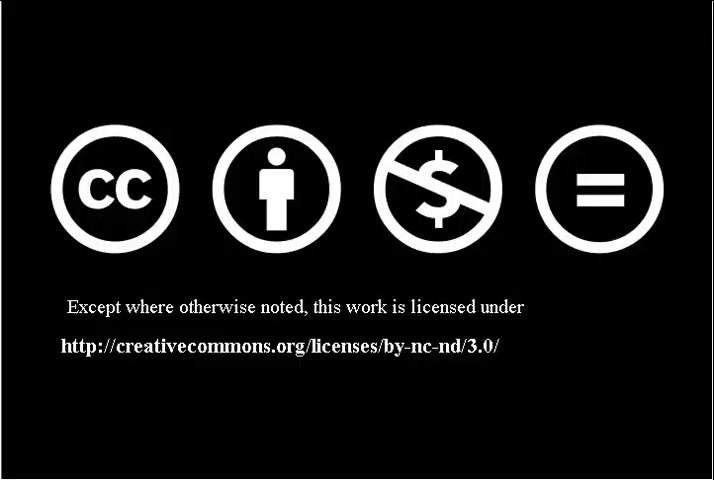 cc
$
=
Except where otherwise noted, this work is licensed under
http://creativecommons.org/licenses/by-nc-nd/3.0/